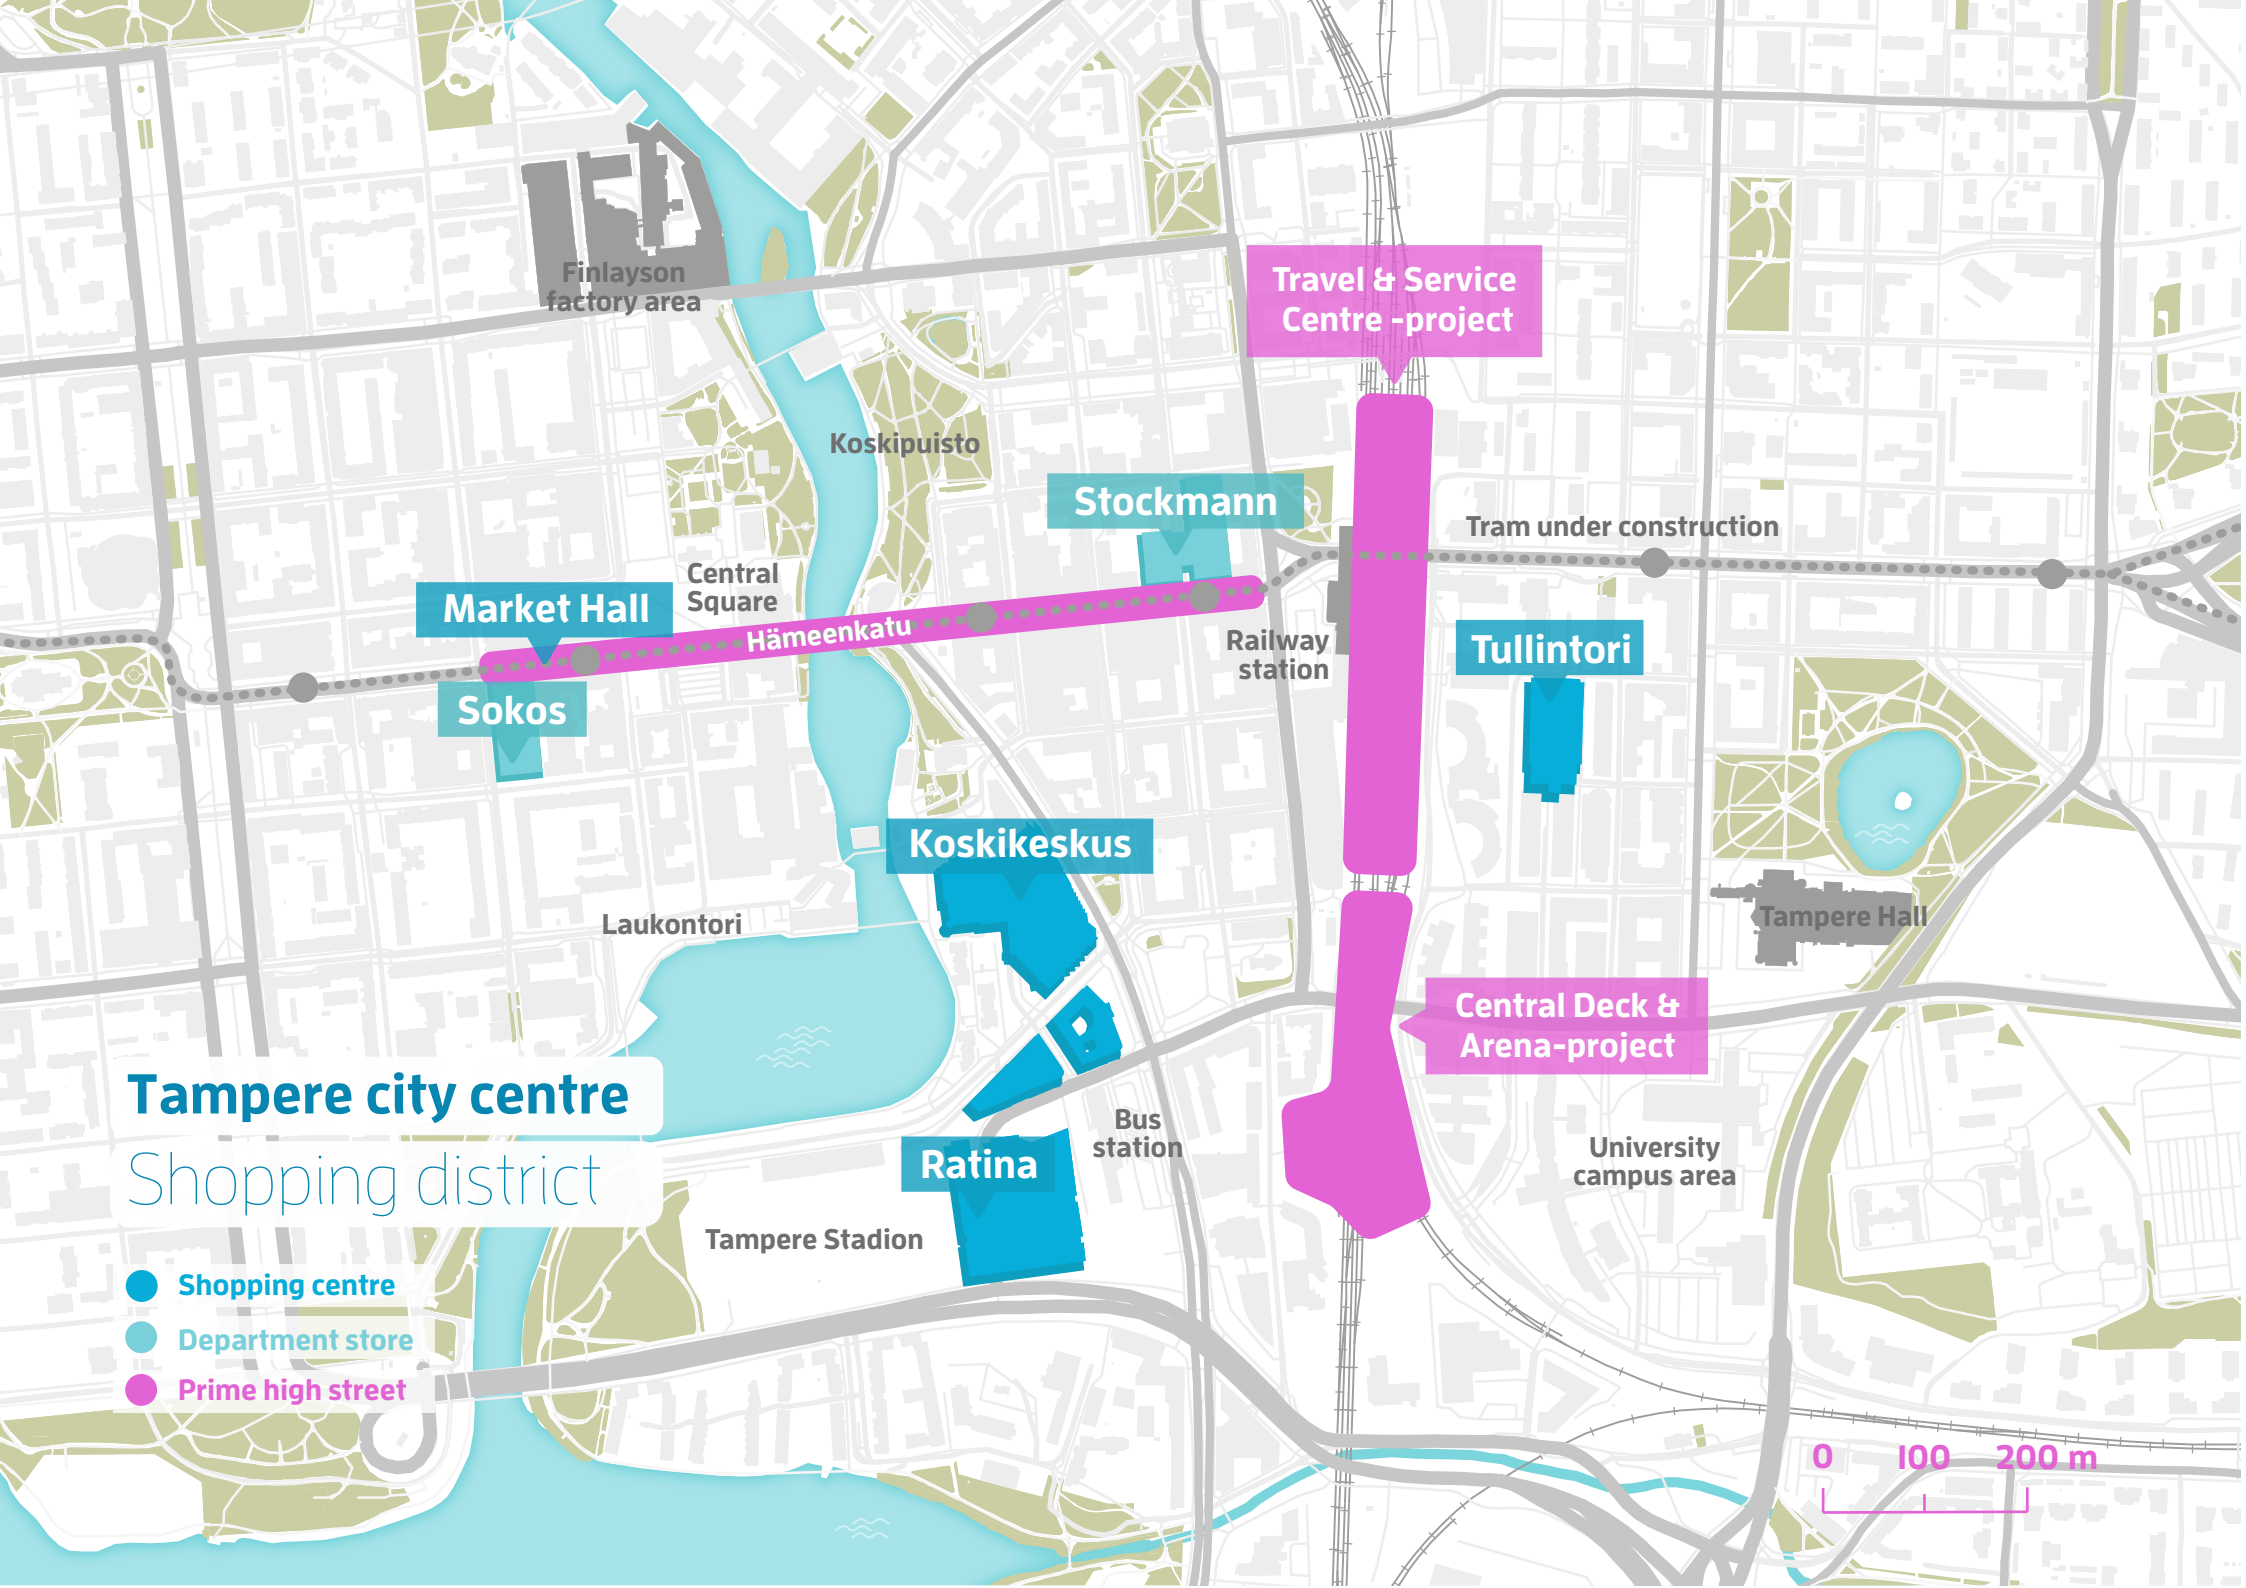 Finlayson
factory area
Travel & Service
Centre -project
Koskipuisto
Stockmann
Tram under construction
Central
Square
Market Hall
Hämeenkatu
Railway
station
Tullintori
Sokos
Koskikeskus
Laukontori
Tampere Hall
Central Deck &
Arena-project
Tampere city centre
Shopping district
Bus
station
Ratina
University
campus area
Tampere Stadion
Shopping centre
Department store
Prime high street
0 100 200 m